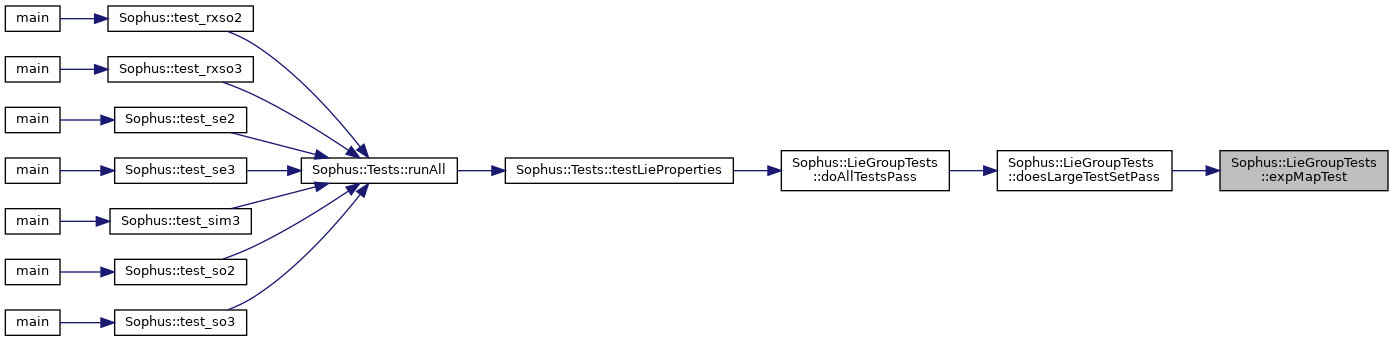 main
Sophus::test_rxso2
main
Sophus::test_rxso3
main
Sophus::test_se2
main
Sophus::test_se3
Sophus::Tests::runAll
Sophus::Tests::testLieProperties
Sophus::LieGroupTests
::doAllTestsPass
Sophus::LieGroupTests
::doesLargeTestSetPass
Sophus::LieGroupTests
::expMapTest
main
Sophus::test_sim3
main
Sophus::test_so2
main
Sophus::test_so3